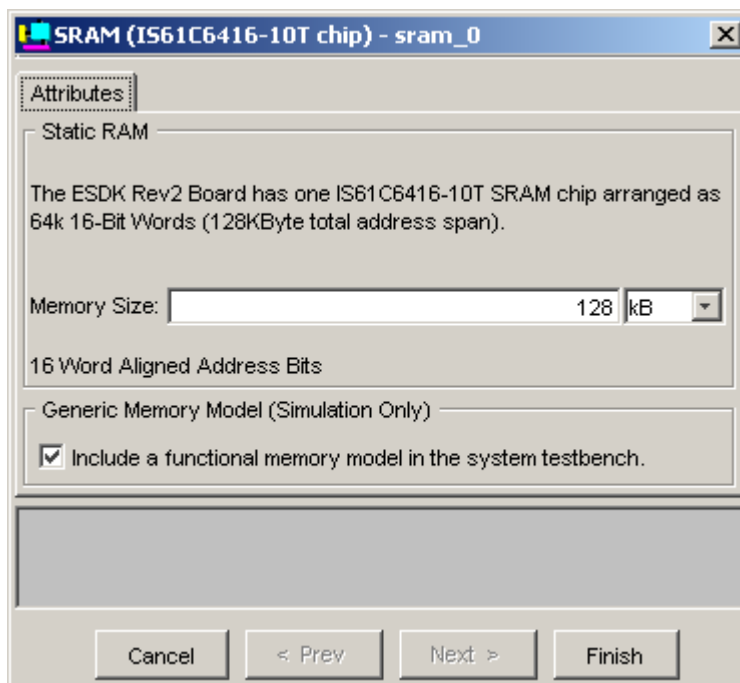 SRAM (IS61C6416-10T chip) - sram_0
Attributes
Static RAM
The ESDK Rev2 Board has one IS61C6416-10T SRAM chip arranged as
64k 16-Bit Words (128KByte total address span).
Memory Size: 128 kB
16 Word Aligned Address Bits
Generic Memory Model (Simulation Only)
Include a functional memory model in the system testbench.
Cancel < Prev Next > Finish